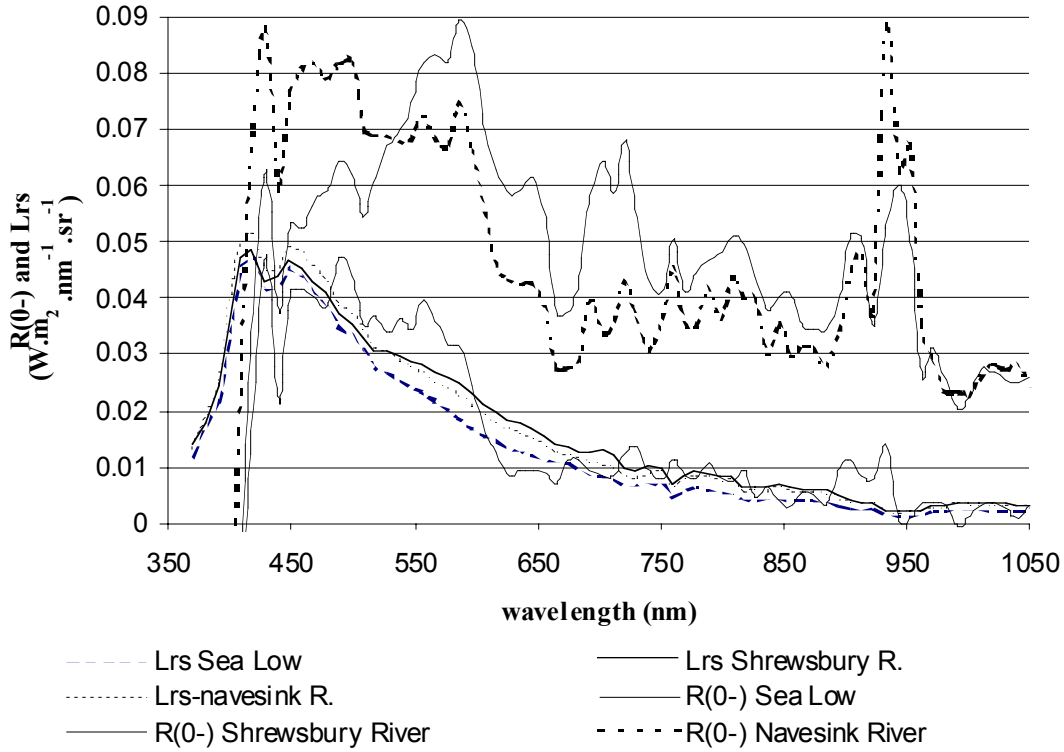 0.09
0.08
0.07
0.06
0.05
0.04
0.03
0.02
0.01
0
R(0-) and Lrs
(W.m2 .nm-1 .sr-1)
350 450 550 650 750 850 950 1050
wavelength (nm)
Lrs Sea Low
Lrs Shrewsbury R.
Lrs-navesink R.
R(0-) Sea Low
R(0-) Shrewsbury River
R(0-) Navesink River